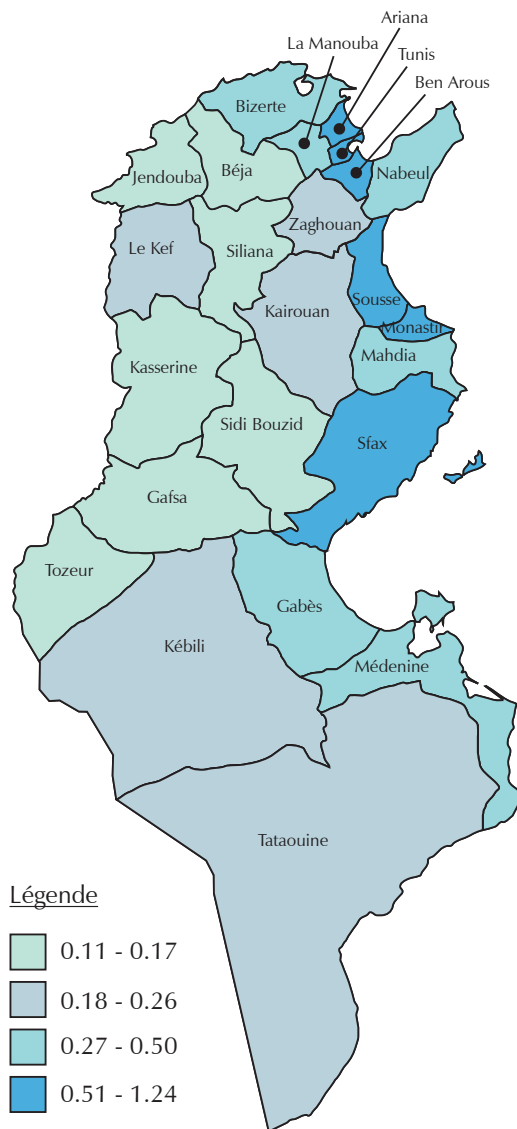 Ariana
La Manouba
Tunis
Ben Arous
Bizerte
Nabeul
Jendouba
Béja
Zaghouan
Le Kef
Siliana
Kairouan
Sousse
Monastir
Mahdia
Kasserine
Sidi Bouzid
Sfax
Gafsa
Tozeur
Gabès
Kébili
Médenine
Tataouine
Légende
0.11 - 0.17
0.18 - 0.26
0.27 - 0.50
0.51 - 1.24